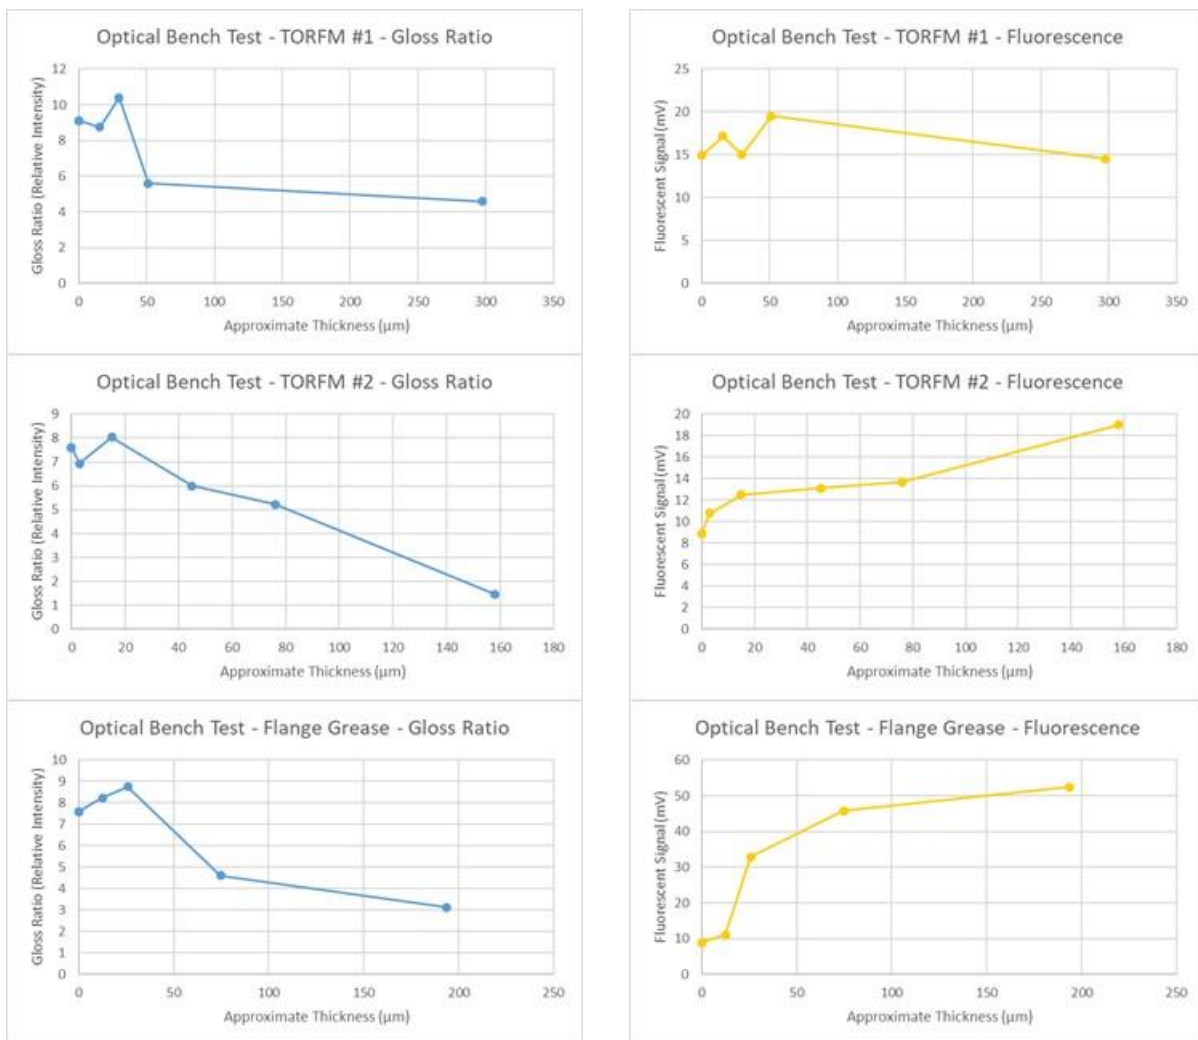 Optical Bench Test - TORFM #1 - Gloss Ratio
Gloss Ratio (Relative Intensity)
12
10
8
6
4
2
0
0 50 100 150 200 250 300 350
Approximate Thickness (µm)
Optical Bench Test - TORFM #1 - Fluorescence
Fluorescent Signal (mV)
25
20
15
10
5
0
0 50 100 150 200 250 300 350
Approximate Thickness (µm)
Optical Bench Test - TORFM #2 - Gloss Ratio
Gloss Ratio (Relative Intensity)
9
8
7
6
5
4
3
2
1
0
0 20 40 60 80 100 120 140 160 180
Approximate Thickness (µm)
Optical Bench Test - TORFM #2 - Fluorescence
Fluorescent Signal (mV)
20
18
16
14
12
10
8
6
4
2
0
0 20 40 60 80 100 120 140 160 180
Approximate Thickness (µm)
Optical Bench Test - Flange Grease - Gloss Ratio
Gloss Ratio (Relative Intensity)
10
9
8
7
6
5
4
3
2
1
0
0 50 100 150 200 250
Approximate Thickness (µm)
Optical Bench Test - Flange Grease - Fluorescence
Fluorescent Signal (mV)
60
50
40
30
20
10
0
0 50 100 150 200 250
Approximate Thickness (µm)